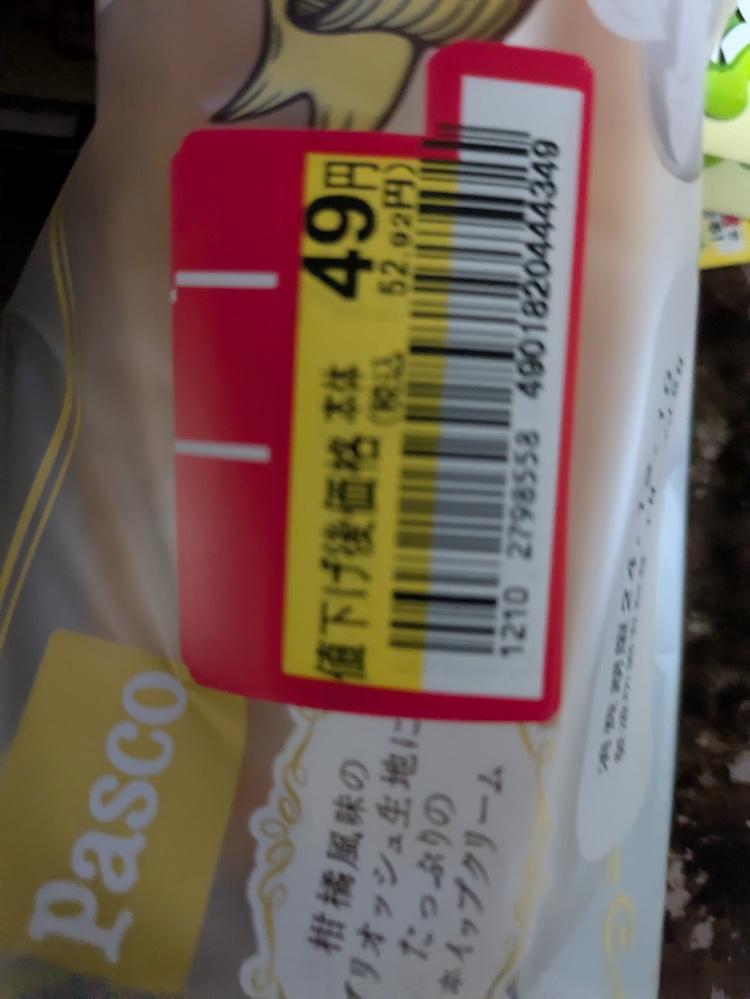 値下げ後価格 本体 49円
(税込 52.92円)
1210 2798558 4901820444349
Pasco
柑橘風味の
リオッシュ生地に
たっぷりの
ホイップクリーム